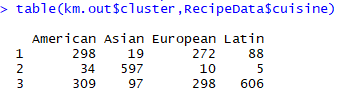 > table(km.out$cluster,RecipeData$cuisine)
American Asian European Latin
1 298 19 272 88
2 34 597 10 5
3 309 97 298 606